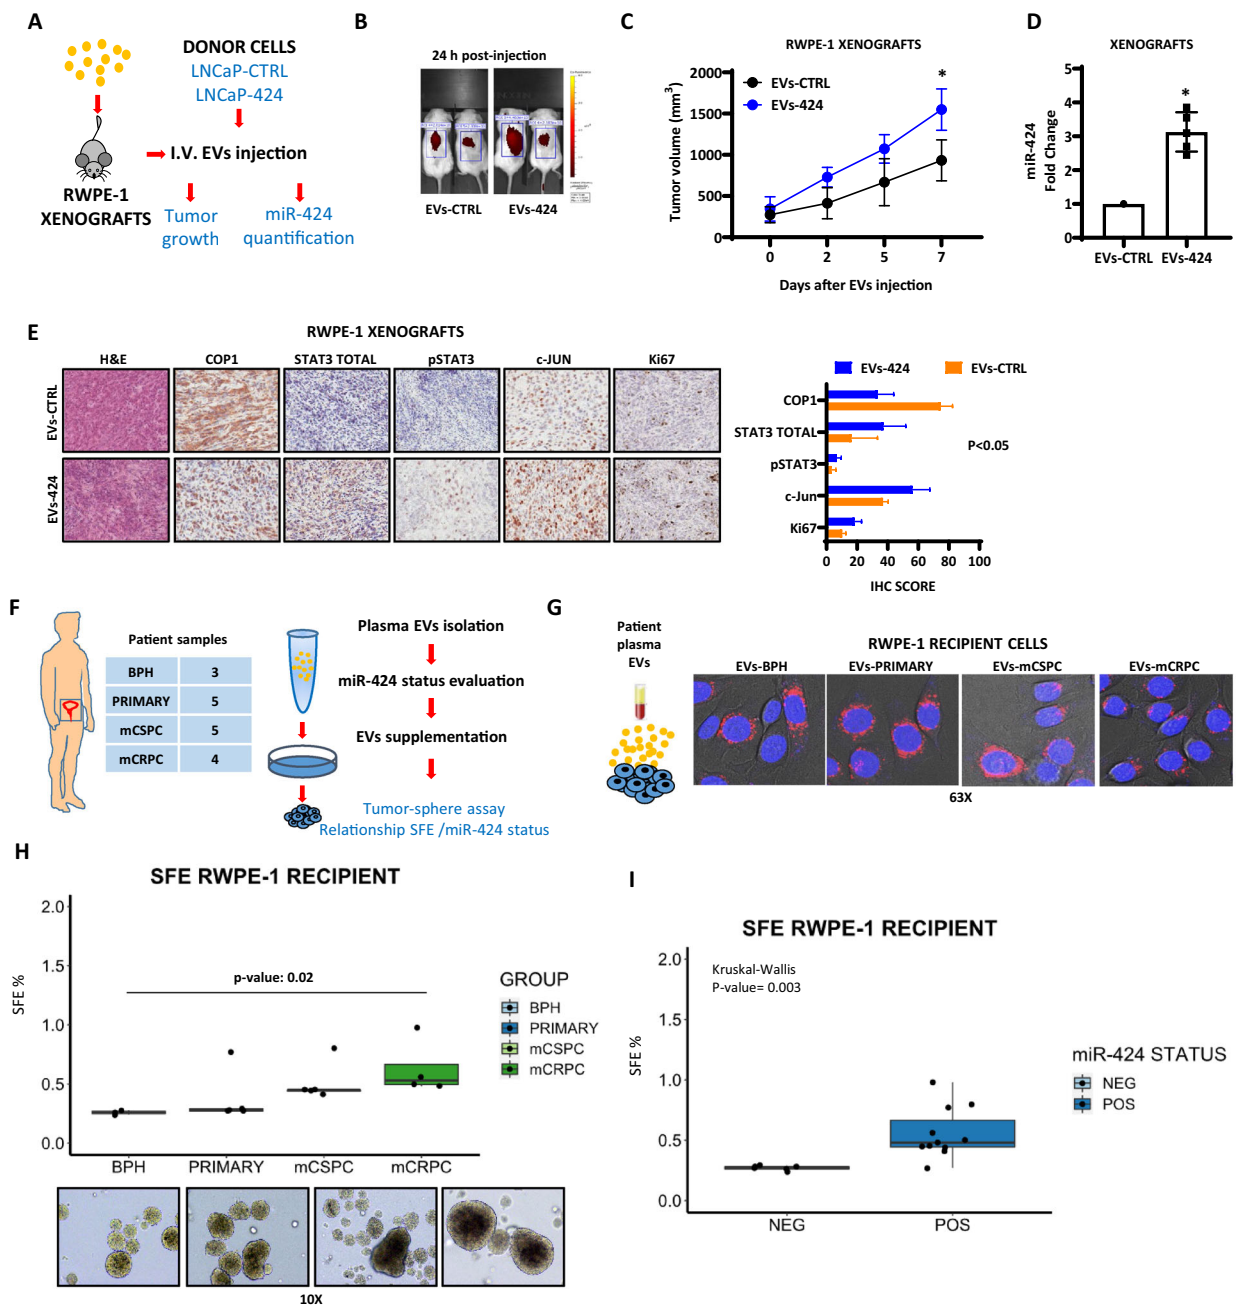 A
DONOR CELLS
LNCaP-CTRL
LNCaP-424
I.V. EVs injection
RWPE-1
XENOGRAFTS
Tumor
growth
miR-424
quantification
B
24 h post-injection
EVs-CTRL
EVs-424
C
RWPE-1 XENOGRAFTS
EVs-CTRL
EVs-424
*
Tumor volume (mm³)
2000
1500
1000
500
0
0 2 5 7
Days after EVs injection
D
XENOGRAFTS
miR-424
Fold Change
*
5
4
3
2
1
0
EVs-CTRL EVs-424
E
RWPE-1 XENOGRAFTS
H&E COP1 STAT3 TOTAL pSTAT3 c-JUN Ki67
EVs-CTRL
EVs-424
EVs-424 EVs-CTRL
COP1
STAT3 TOTAL
pSTAT3
c-Jun
Ki67
P<0.05
0 20 40 60 80 100
IHC SCORE
F
Patient samples
BPH 3
PRIMARY 5
mCSPC 5
mCRPC 4
Plasma EVs isolation
miR-424 status evaluation
EVs supplementation
Tumor-sphere assay
Relationship SFE /miR-424 status
G
Patient
plasma
EVs
RWPE-1 RECIPIENT CELLS
EVs-BPH EVs-PRIMARY EVs-mCSPC EVs-mCRPC
63X
H
SFE RWPE-1 RECIPIENT
SFE %
2.0
1.5
1.0
0.5
0.0
p-value: 0.02
BPH PRIMARY mCSPC mCRPC
GROUP
BPH
PRIMARY
mCSPC
mCRPC
10X
I
SFE RWPE-1 RECIPIENT
Kruskal-Wallis
P-value= 0.003
SFE %
2.0
1.5
1.0
0.5
0.0
NEG POS
miR-424 STATUS
NEG
POS